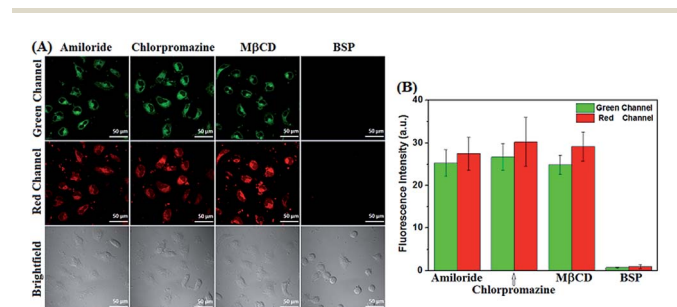 (A) Amiloride Chlorpromazine MβCD BSP
Green Channel
50 µm 50 µm 50 µm 50 µm
Red Channel
50 µm 50 µm 50 µm 50 µm
Brightfield
50 µm 50 µm 50 µm 50 µm
(B)
Green Channel
Red Channel
Fluorescence Intensity (a.u.)
40
30
20
10
0
Amiloride MβCD BSP
Chlorpromazine